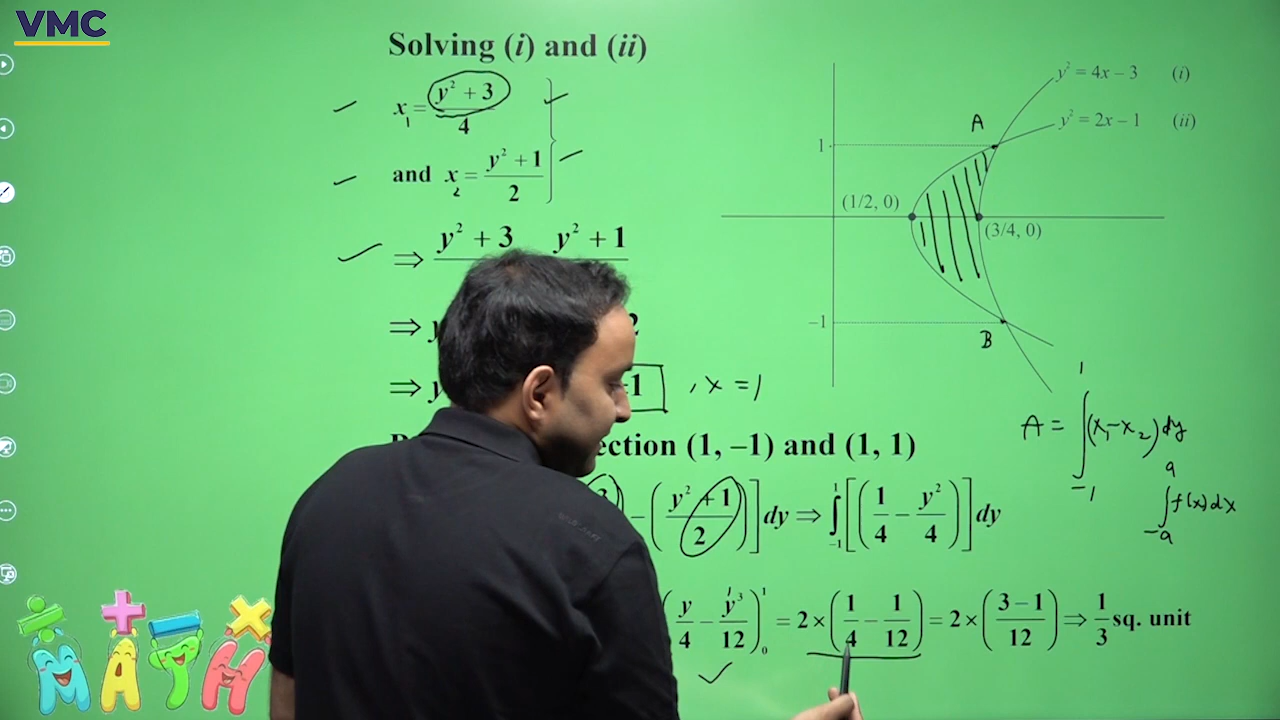 VMC
Solving (i) and (ii)
x₁ = (y² + 3)/4
and x₂ = (y² + 1)/2
⇒ y² + 3 y² + 1
⇒ y 2
⇒ y -1 , x = 1
ection (1, –1) and (1, 1)
− ((y² + 1)/2)] dy ⇒ ∫₋₁¹ [(1/4 − y²/4)] dy
(y/4 − y³/12)₀¹ = 2 × (1/4 − 1/12) = 2 × ((3 − 1)/12) ⇒ 1/3 sq. unit
y² = 4x – 3 (i)
y² = 2x – 1 (ii)
A
1
(1/2, 0)
(3/4, 0)
–1
B
A = ∫₋₁¹ (x₁ − x₂) dy
∫₋ₐᵃ f(x) dx
MATH